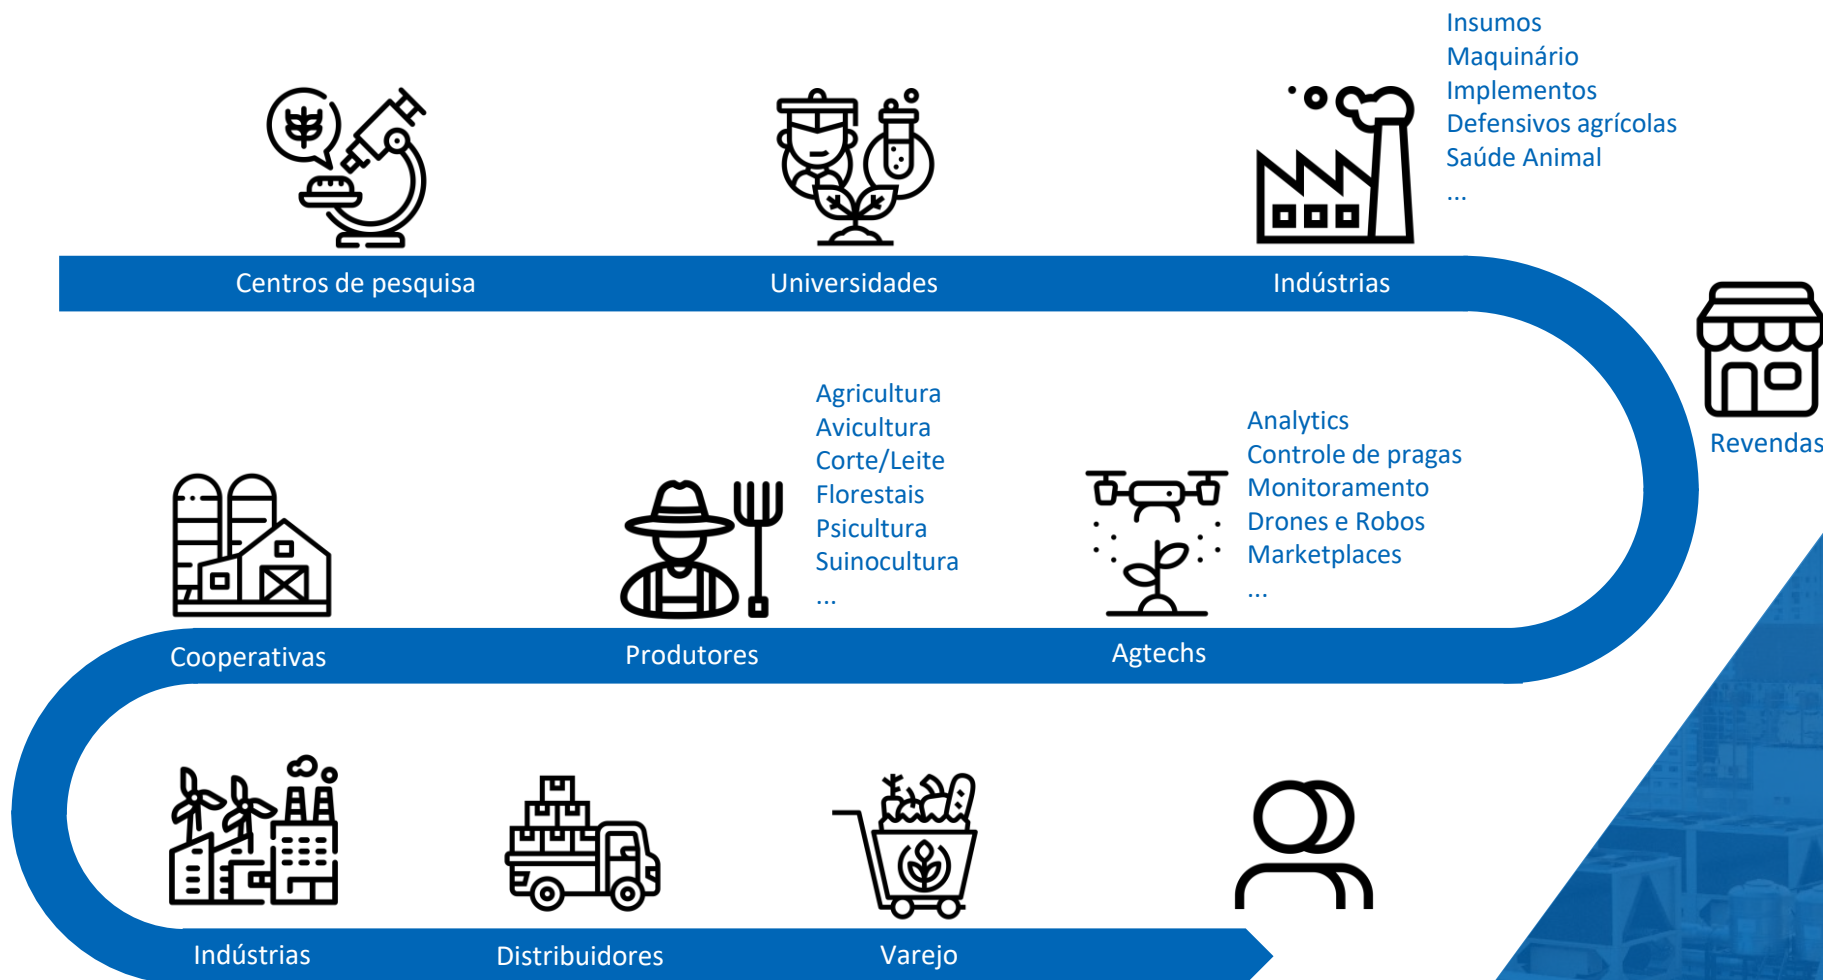 Insumos
Maquinário
Implementos
Defensivos agrícolas
Saúde Animal
...
Centros de pesquisa
Universidades
Indústrias
Revendas
Agricultura
Avicultura
Corte/Leite
Florestais
Psicultura
Suinocultura
...
Analytics
Controle de pragas
Monitoramento
Drones e Robos
Marketplaces
...
Cooperativas
Produtores
Agtechs
Indústrias
Distribuidores
Varejo